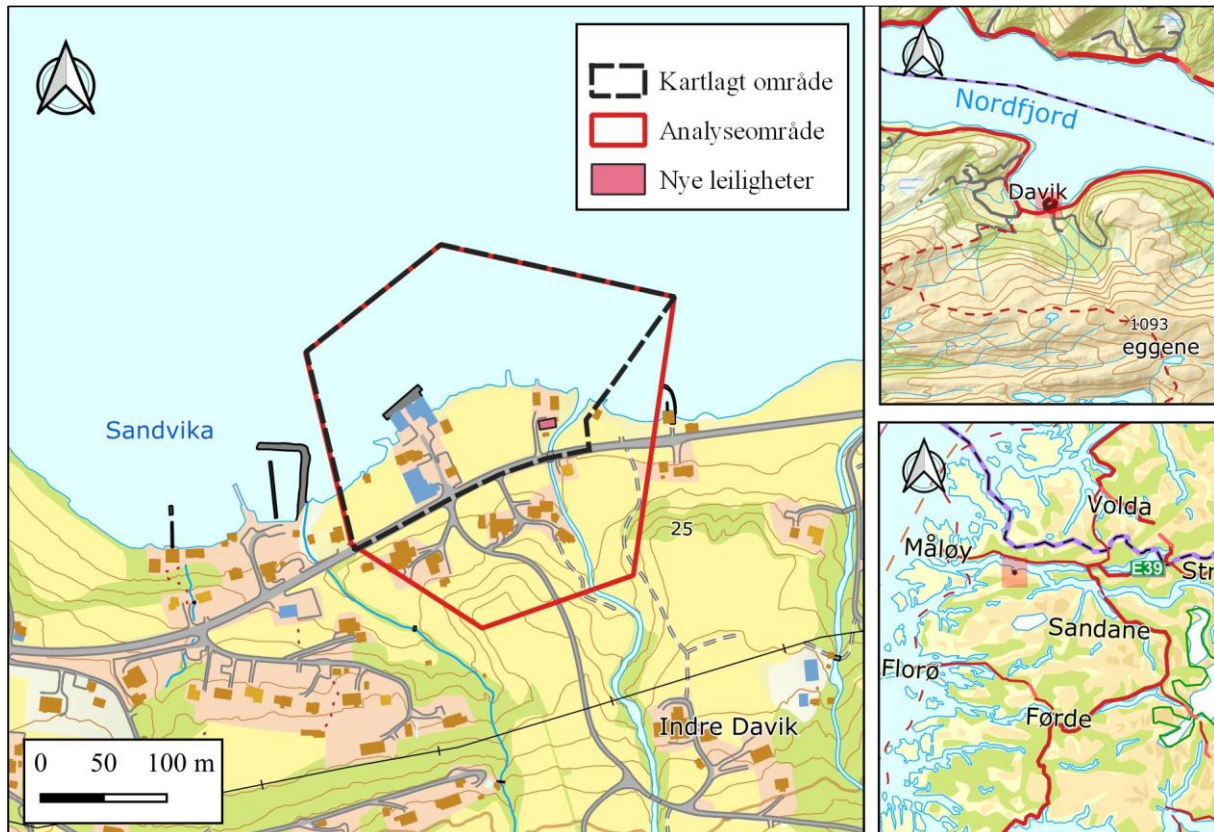 Kartlagt område
Analyseområde
Nye leiligheter
Sandvika
25
Indre Davik
0 50 100 m
Nordfjord
Davik
1093
eggene
Volda
Måløy
E39
Str
Sandane
Florø
Førde